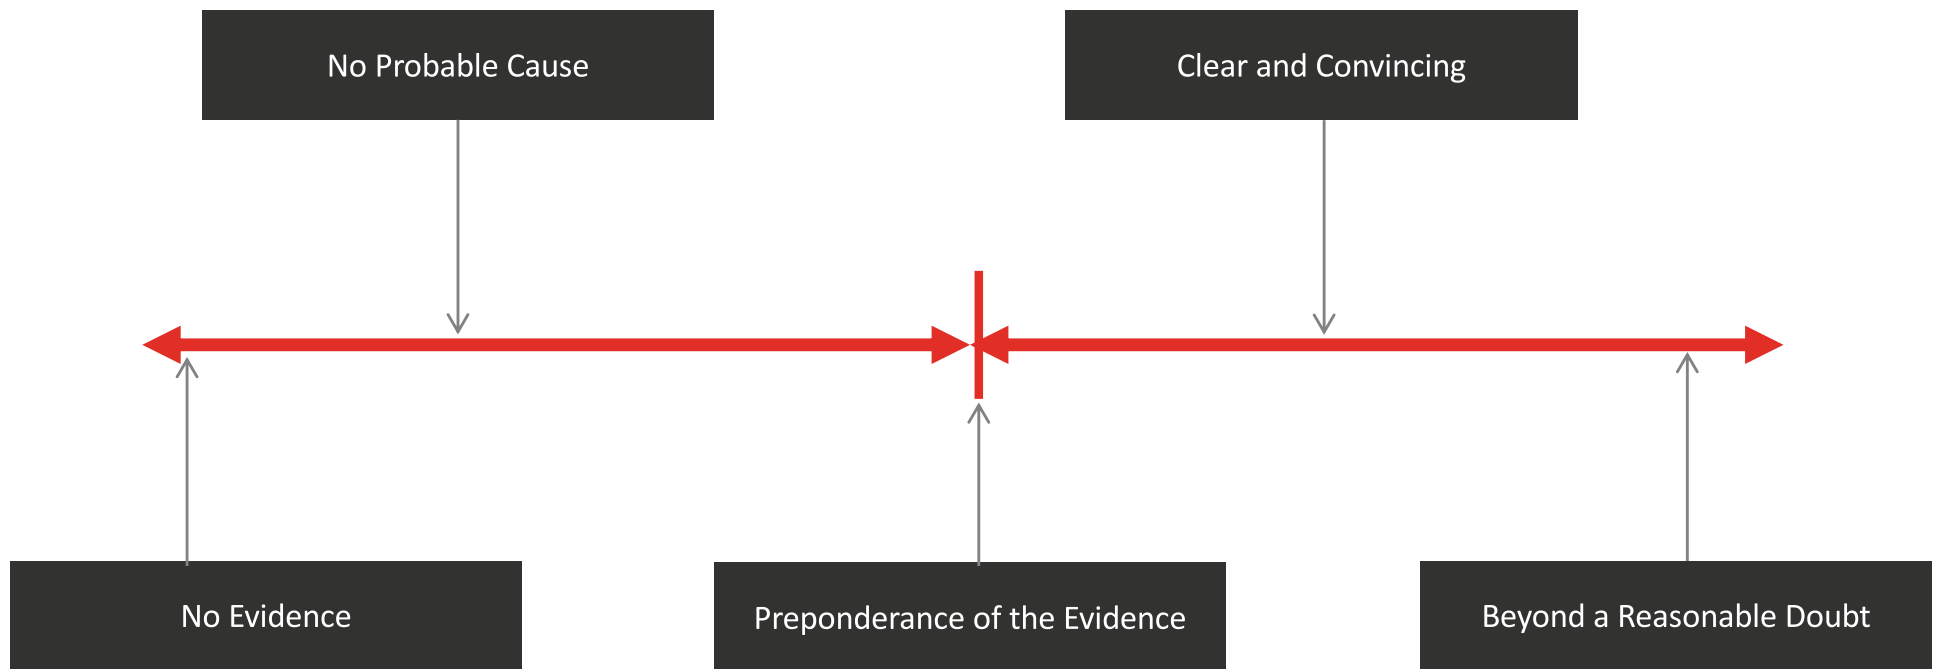 No Probable Cause
Clear and Convincing
No Evidence
Preponderance of the Evidence
Beyond a Reasonable Doubt